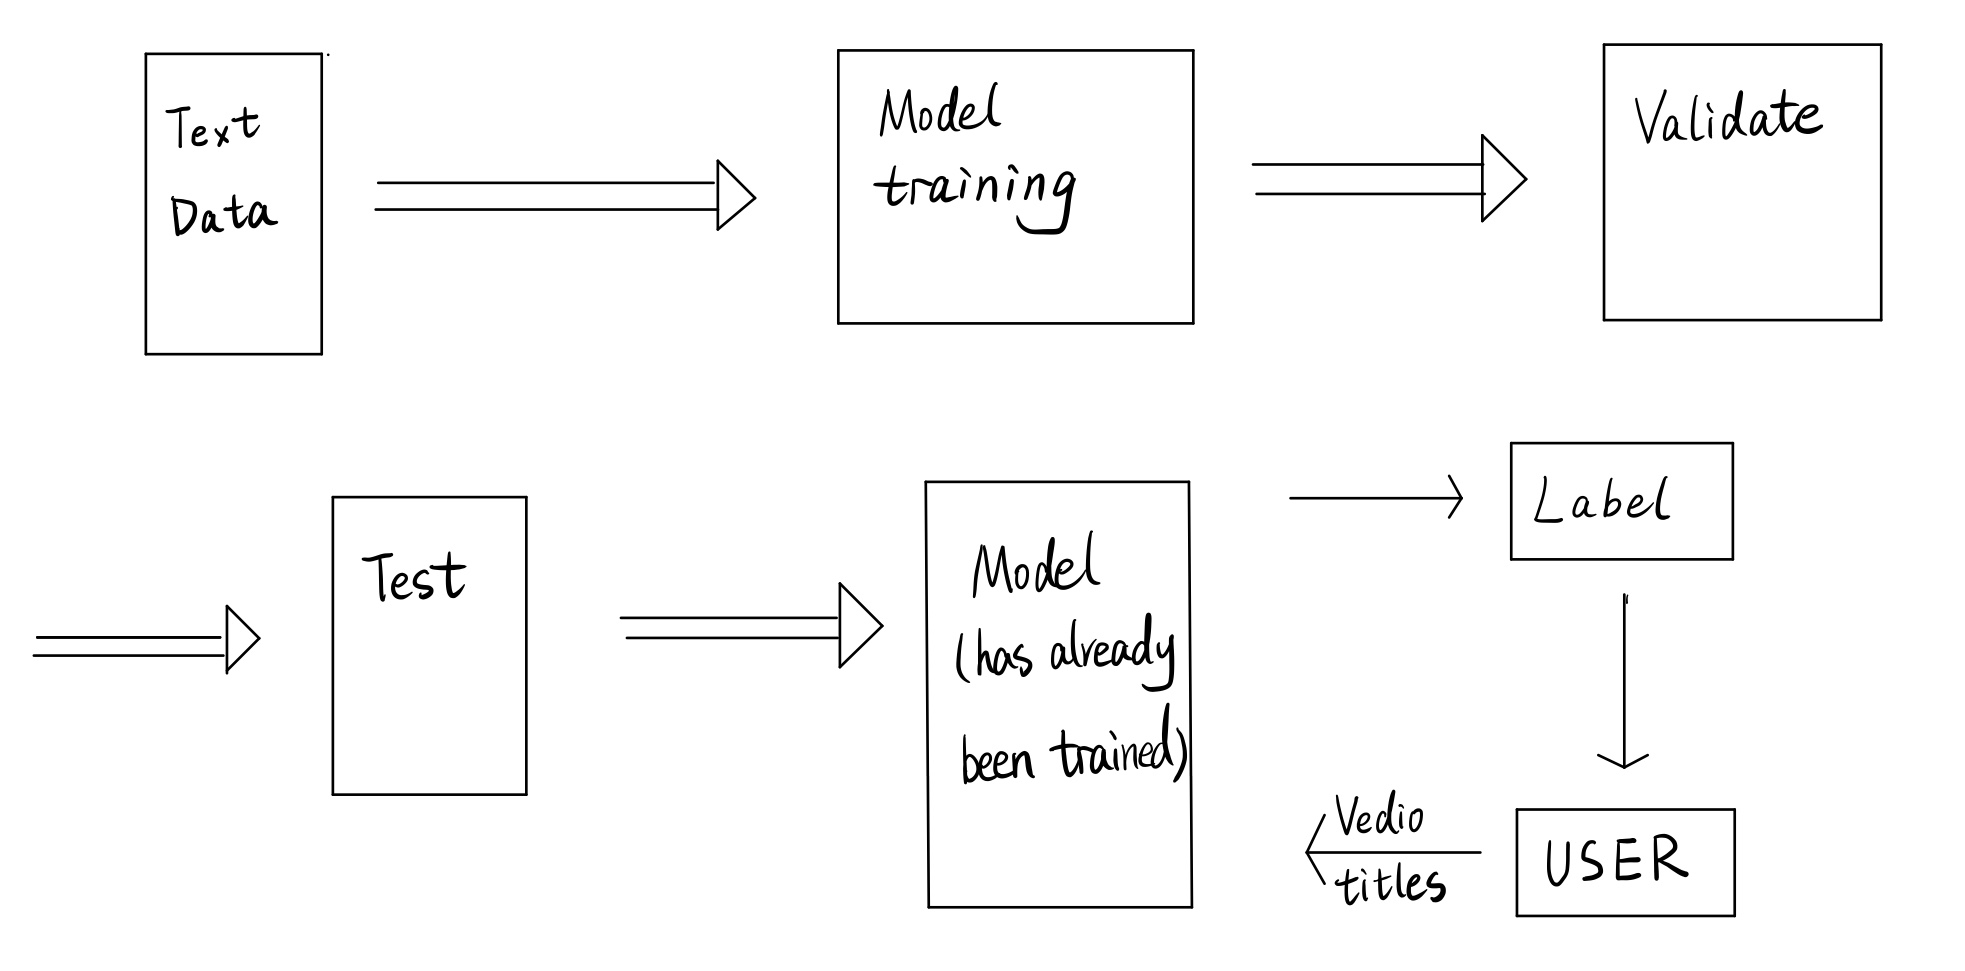 Text
Data
Model
training
Validate
Test
Model
(has already
been trained)
Label
Vedio
titles
USER